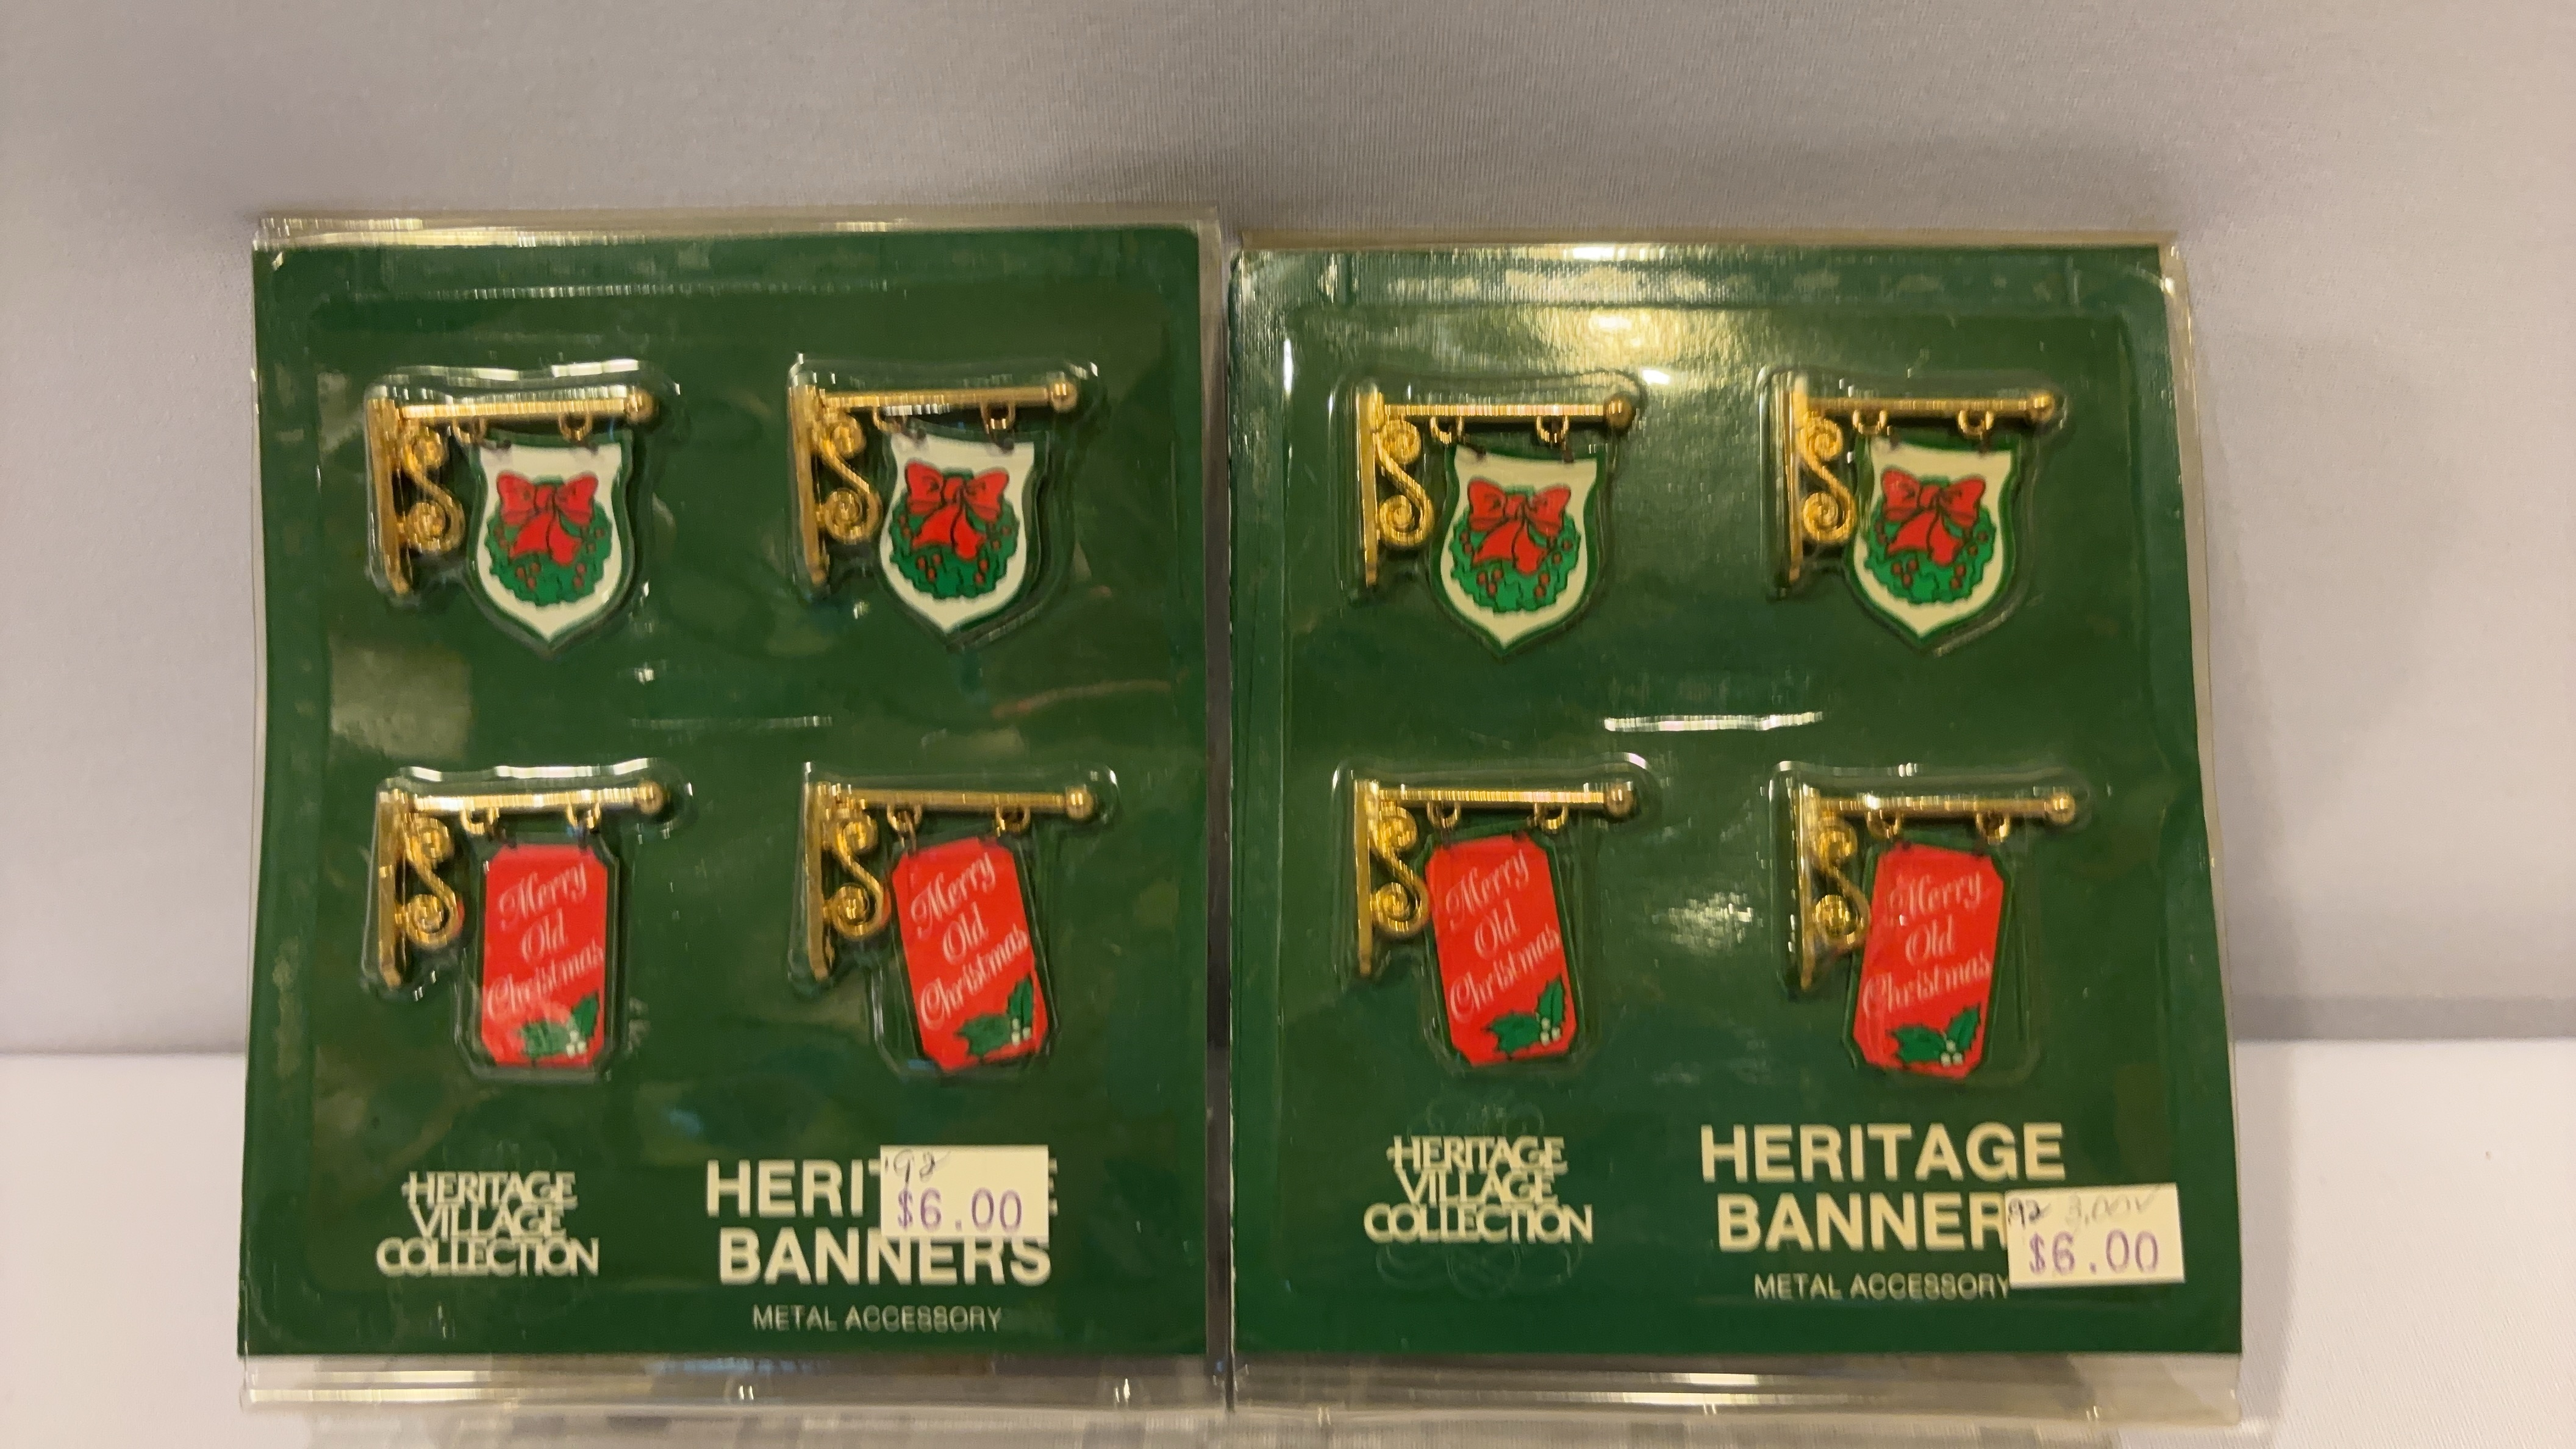 Merry
Old
Christmas
Merry
Old
Christmas
HERITAGE
VILLAGE
COLLECTION
HERI E
BANNERS
METAL ACCESSORY
'92
$6.00
Merry
Old
Christmas
Merry
Old
Christmas
HERITAGE
VILLAGE
COLLECTION
HERITAGE
BANNER
METAL ACCESSORY
92
$6.00